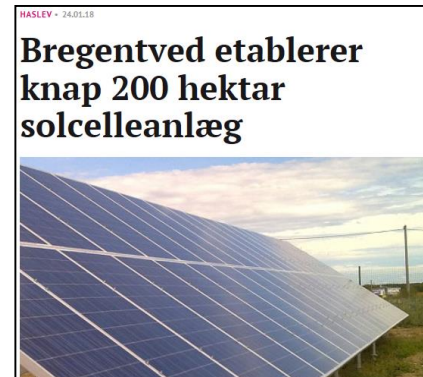 HASLEV • 24.01.18
Bregentved etablerer
knap 200 hektar
solcelleanlæg